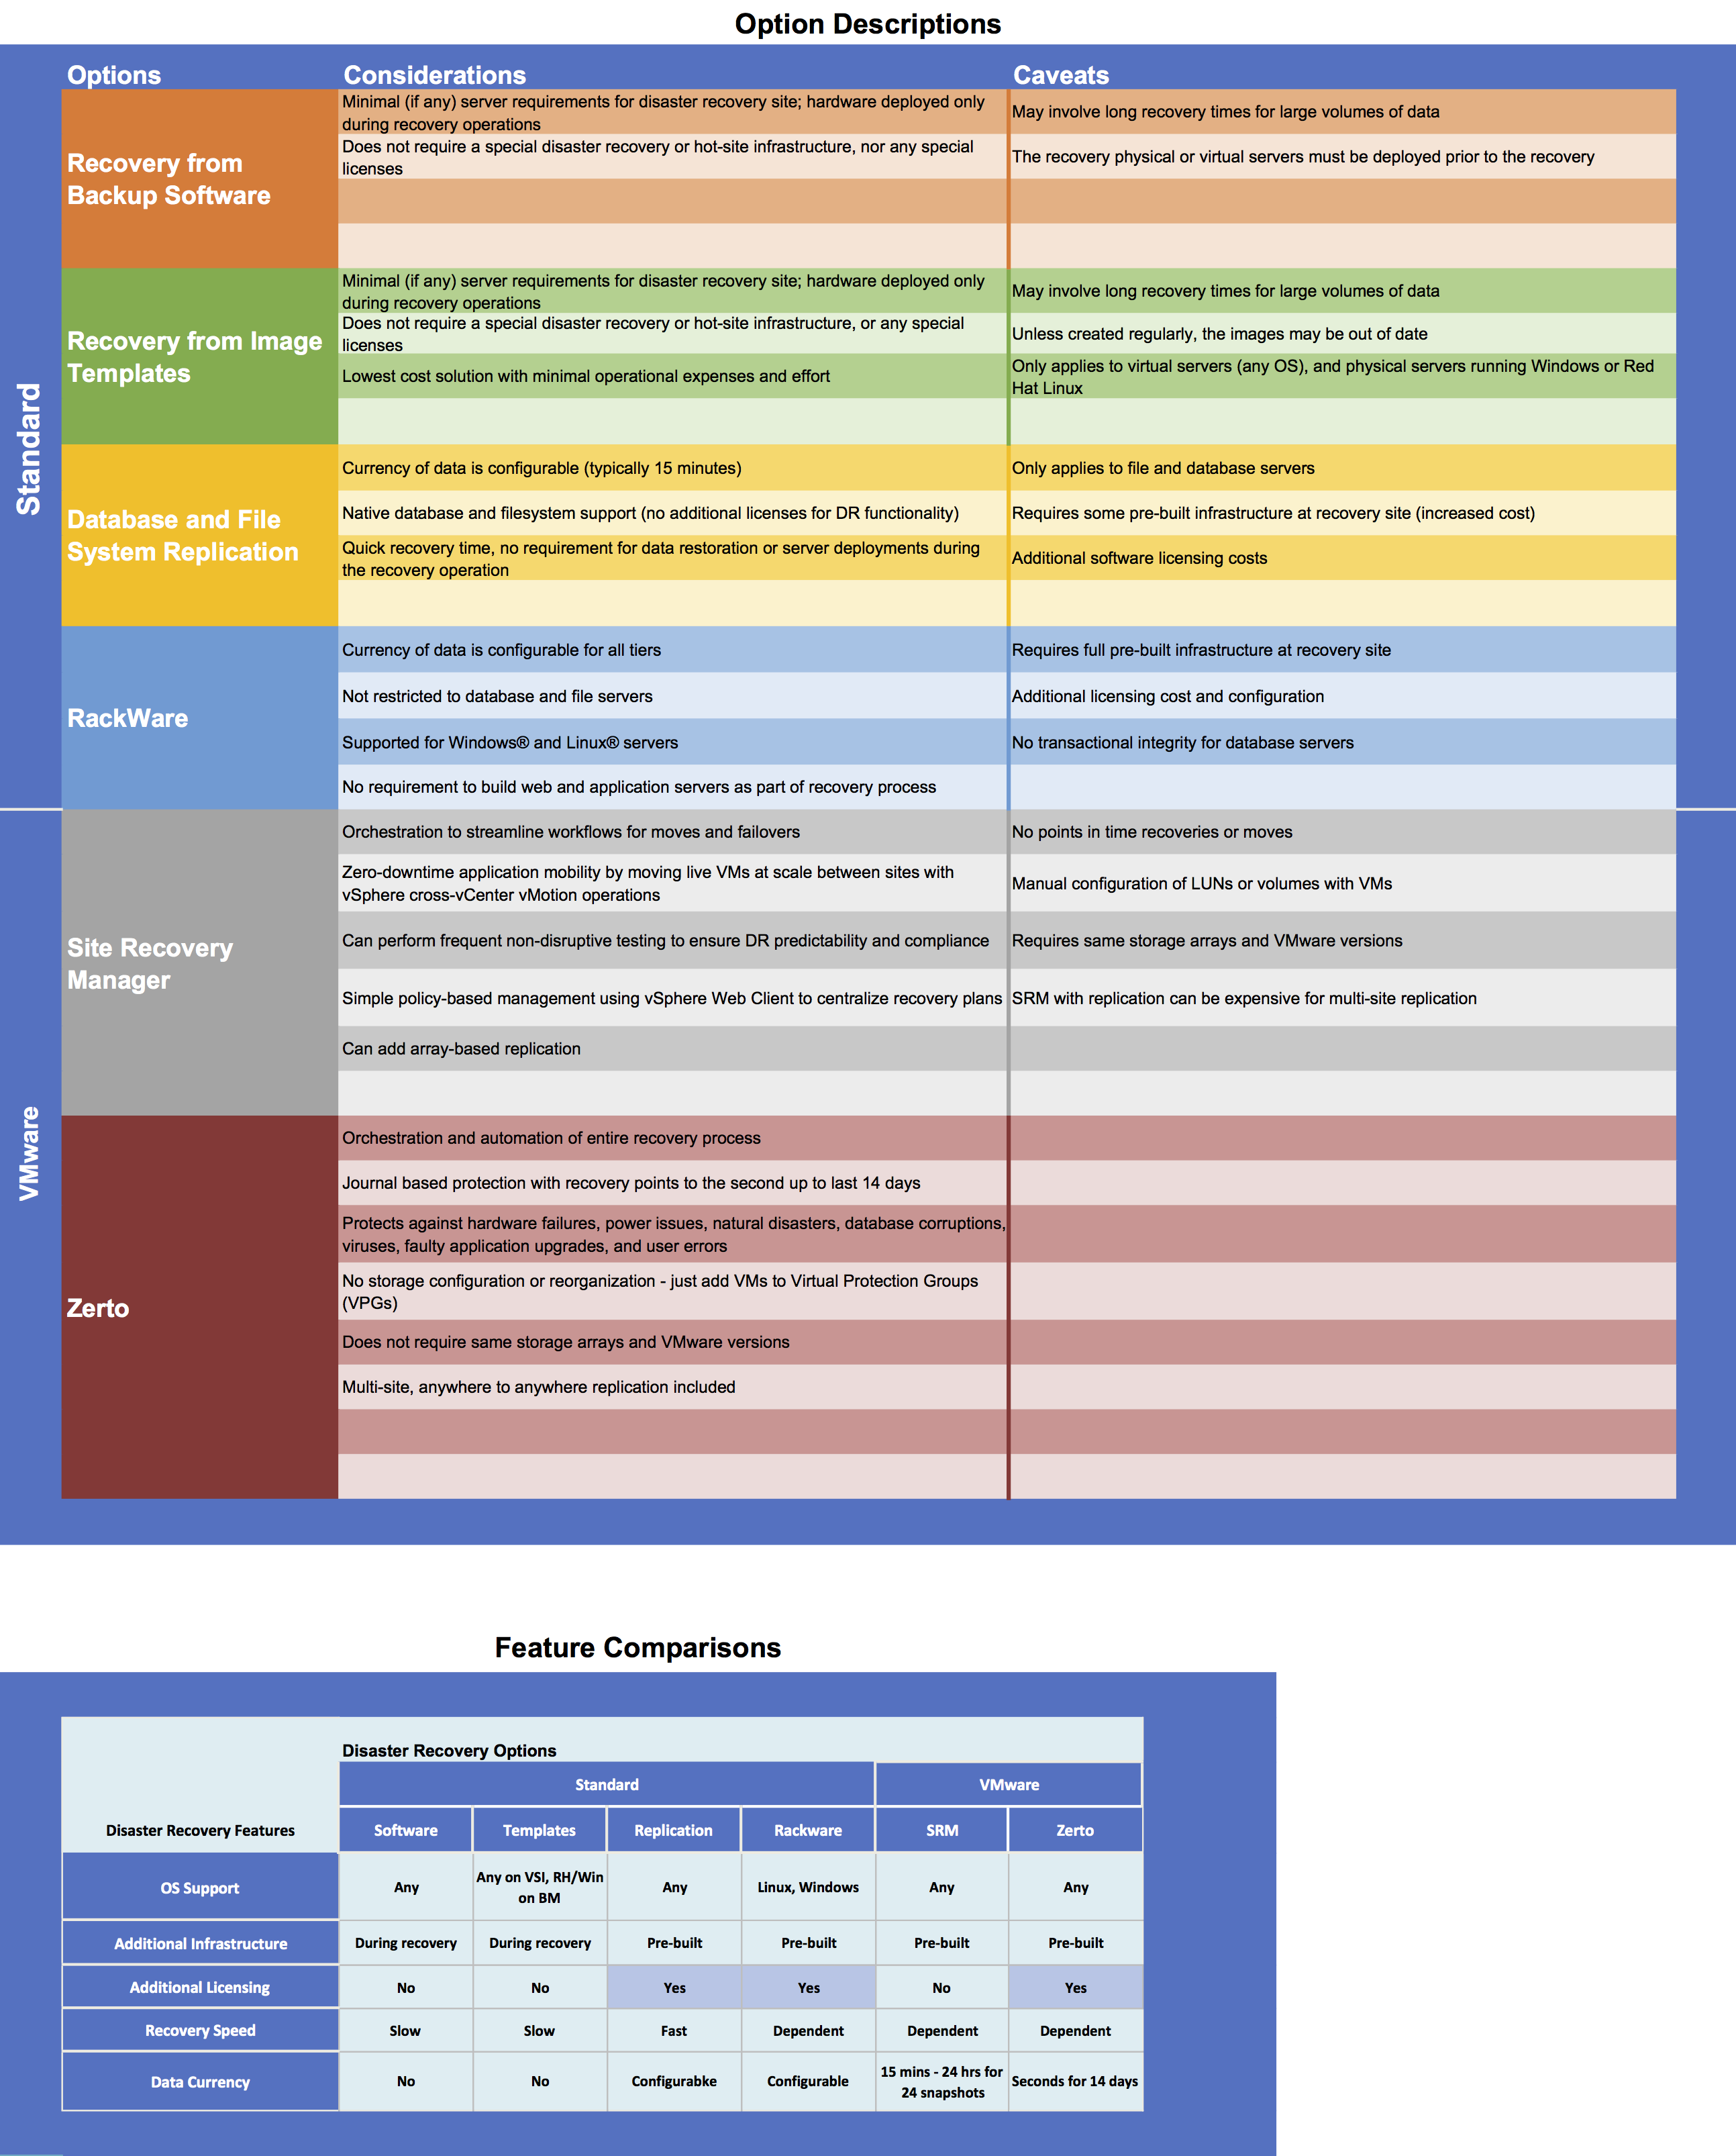 Option Descriptions
Options
Considerations
Caveats
Standard
Recovery from
Backup Software
Minimal (if any) server requirements for disaster recovery site; hardware deployed only
during recovery operations
May involve long recovery times for large volumes of data
Does not require a special disaster recovery or hot-site infrastructure, nor any special
licenses
The recovery physical or virtual servers must be deployed prior to the recovery
Recovery from Image
Templates
Minimal (if any) server requirements for disaster recovery site; hardware deployed only
during recovery operations
May involve long recovery times for large volumes of data
Does not require a special disaster recovery or hot-site infrastructure, or any special
licenses
Unless created regularly, the images may be out of date
Lowest cost solution with minimal operational expenses and effort
Only applies to virtual servers (any OS), and physical servers running Windows or Red
Hat Linux
Database and File
System Replication
Currency of data is configurable (typically 15 minutes)
Only applies to file and database servers
Native database and filesystem support (no additional licenses for DR functionality)
Requires some pre-built infrastructure at recovery site (increased cost)
Quick recovery time, no requirement for data restoration or server deployments during
the recovery operation
Additional software licensing costs
RackWare
Currency of data is configurable for all tiers
Requires full pre-built infrastructure at recovery site
Not restricted to database and file servers
Additional licensing cost and configuration
Supported for Windows® and Linux® servers
No transactional integrity for database servers
No requirement to build web and application servers as part of recovery process
VMware
Site Recovery
Manager
Orchestration to streamline workflows for moves and failovers
No points in time recoveries or moves
Zero-downtime application mobility by moving live VMs at scale between sites with
vSphere cross-vCenter vMotion operations
Manual configuration of LUNs or volumes with VMs
Can perform frequent non-disruptive testing to ensure DR predictability and compliance
Requires same storage arrays and VMware versions
Simple policy-based management using vSphere Web Client to centralize recovery plans
SRM with replication can be expensive for multi-site replication
Can add array-based replication
Zerto
Orchestration and automation of entire recovery process
Journal based protection with recovery points to the second up to last 14 days
Protects against hardware failures, power issues, natural disasters, database corruptions,
viruses, faulty application upgrades, and user errors
No storage configuration or reorganization - just add VMs to Virtual Protection Groups
(VPGs)
Does not require same storage arrays and VMware versions
Multi-site, anywhere to anywhere replication included
Feature Comparisons
Disaster Recovery Options
Standard
VMware
Disaster Recovery Features
Software
Templates
Replication
Rackware
SRM
Zerto
OS Support
Any
Any on VSI, RH/Win
on BM
Any
Linux, Windows
Any
Any
Additional Infrastructure
During recovery
During recovery
Pre-built
Pre-built
Pre-built
Pre-built
Additional Licensing
No
No
Yes
Yes
No
Yes
Recovery Speed
Slow
Slow
Fast
Dependent
Dependent
Dependent
Data Currency
No
No
Configurabke
Configurable
15 mins - 24 hrs for
24 snapshots
Seconds for 14 days